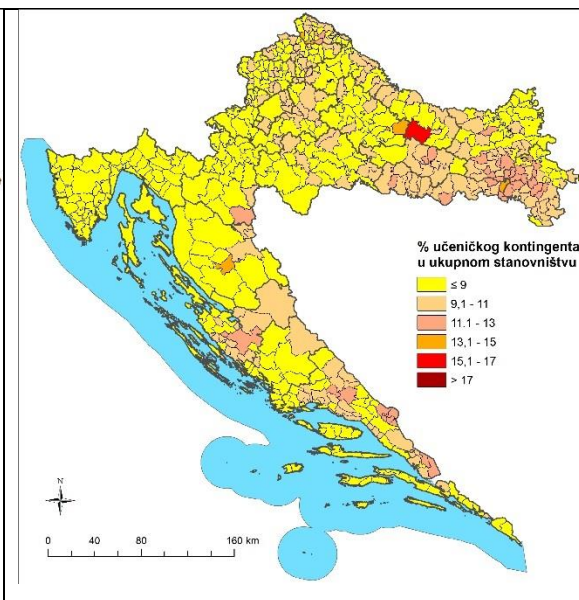 % učeničkog kontingenta
u ukupnom stanovništvu
≤ 9
9,1 - 11
11.1 - 13
13,1 - 15
15,1 - 17
> 17
N
0 40 80 160 km